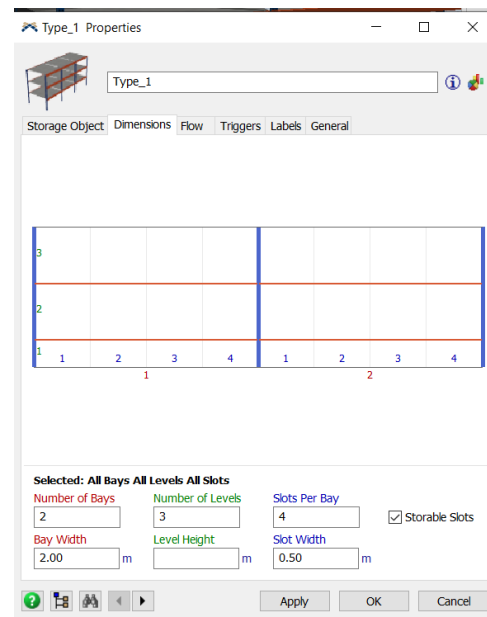 Type_1 Properties
Type_1
Storage Object Dimensions Flow Triggers Labels General
3
2
1
1 2 3 4 1 2 3 4
1 2
Selected: All Bays All Levels All Slots
Number of Bays Number of Levels Slots Per Bay
2 3 4 Storable Slots
Bay Width Level Height Slot Width
2.00 m m 0.50 m
Apply OK Cancel